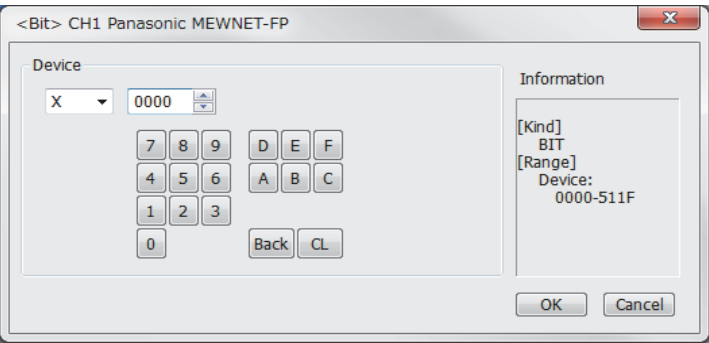 <Bit> CH1 Panasonic MEWNET-FP
Device
X 0000
7 8 9 D E F
4 5 6 A B C
1 2 3
0 Back CL
Information
[Kind]
BIT
[Range]
Device:
0000-511F
OK Cancel